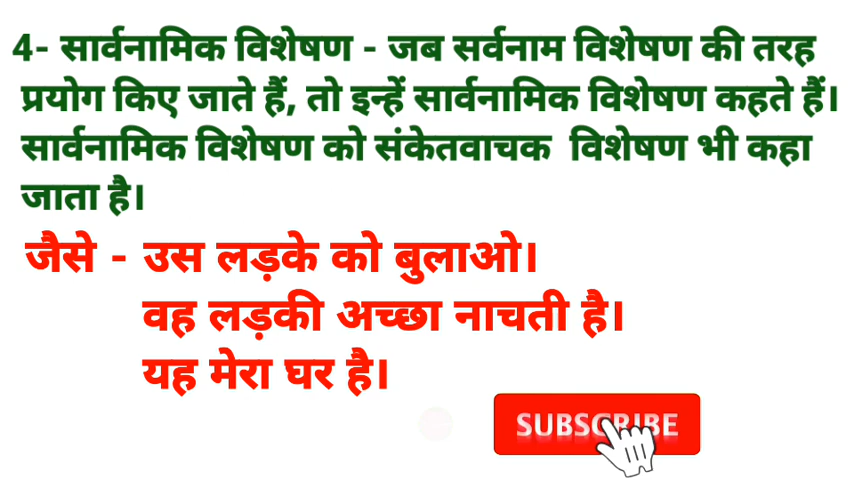 4- सार्वनामिक विशेषण - जब सर्वनाम विशेषण की तरह
प्रयोग किए जाते हैं, तो इन्हें सार्वनामिक विशेषण कहते हैं।
सार्वनामिक विशेषण को संकेतवाचक विशेषण भी कहा
जाता है।
जैसे - उस लड़के को बुलाओ।
वह लड़की अच्छा नाचती है।
यह मेरा घर है।
SUBSCRIBE